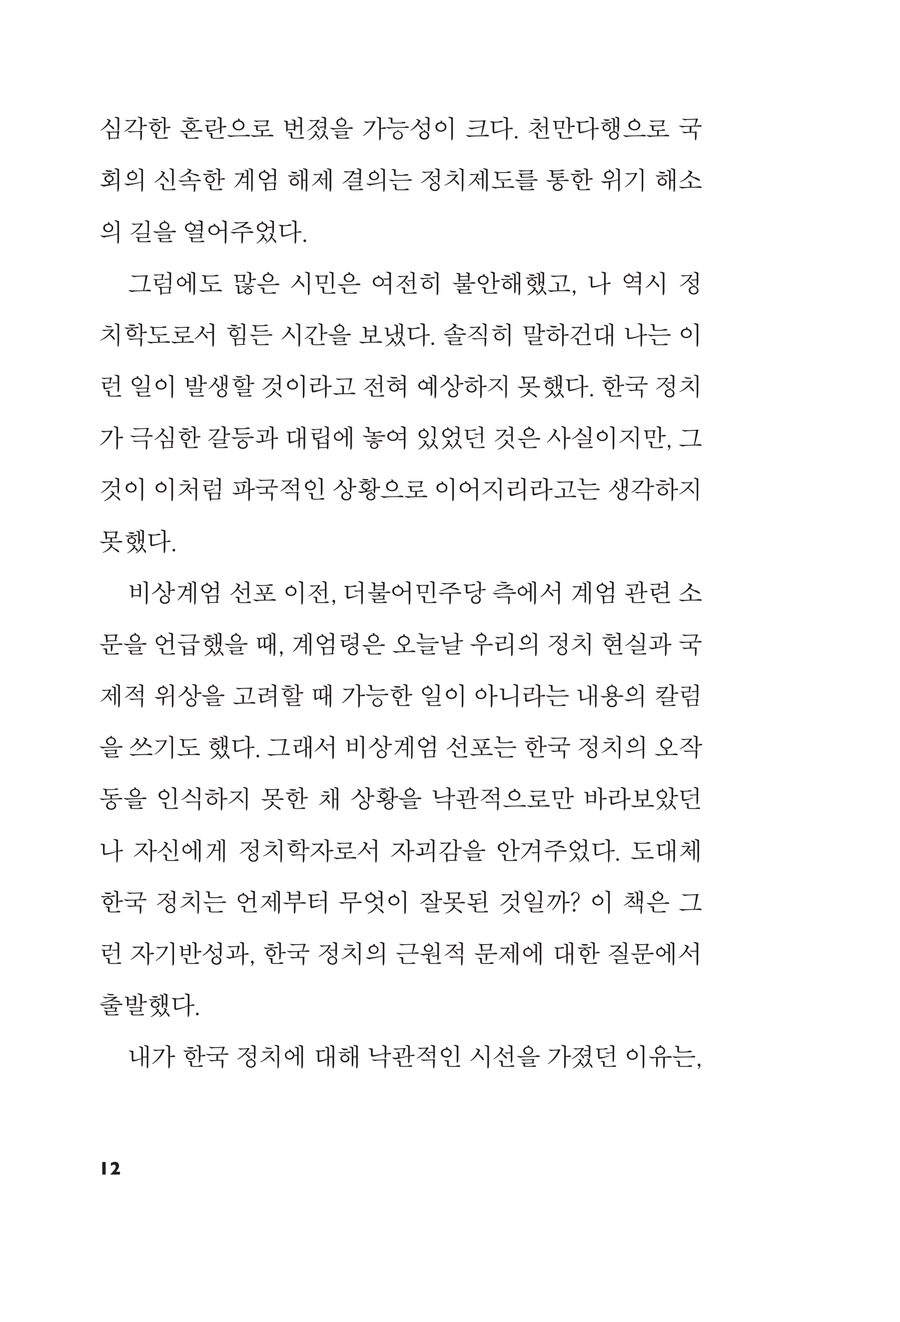 심각한 혼란으로 번졌을 가능성이 크다. 천만다행으로 국
회의 신속한 계엄 해제 결의는 정치제도를 통한 위기 해소
의 길을 열어주었다.
그럼에도 많은 시민은 여전히 불안해했고, 나 역시 정
치학도로서 힘든 시간을 보냈다. 솔직히 말하건대 나는 이
런 일이 발생할 것이라고 전혀 예상하지 못했다. 한국 정치
가 극심한 갈등과 대립에 놓여 있었던 것은 사실이지만, 그
것이 이처럼 파국적인 상황으로 이어지리라고는 생각하지
못했다.
비상계엄 선포 이전, 더불어민주당 측에서 계엄 관련 소
문을 언급했을 때, 계엄령은 오늘날 우리의 정치 현실과 국
제적 위상을 고려할 때 가능한 일이 아니라는 내용의 칼럼
을 쓰기도 했다. 그래서 비상계엄 선포는 한국 정치의 오작
동을 인식하지 못한 채 상황을 낙관적으로만 바라보았던
나 자신에게 정치학자로서 자괴감을 안겨주었다. 도대체
한국 정치는 언제부터 무엇이 잘못된 것일까? 이 책은 그
런 자기반성과, 한국 정치의 근원적 문제에 대한 질문에서
출발했다.
내가 한국 정치에 대해 낙관적인 시선을 가졌던 이유는,
12